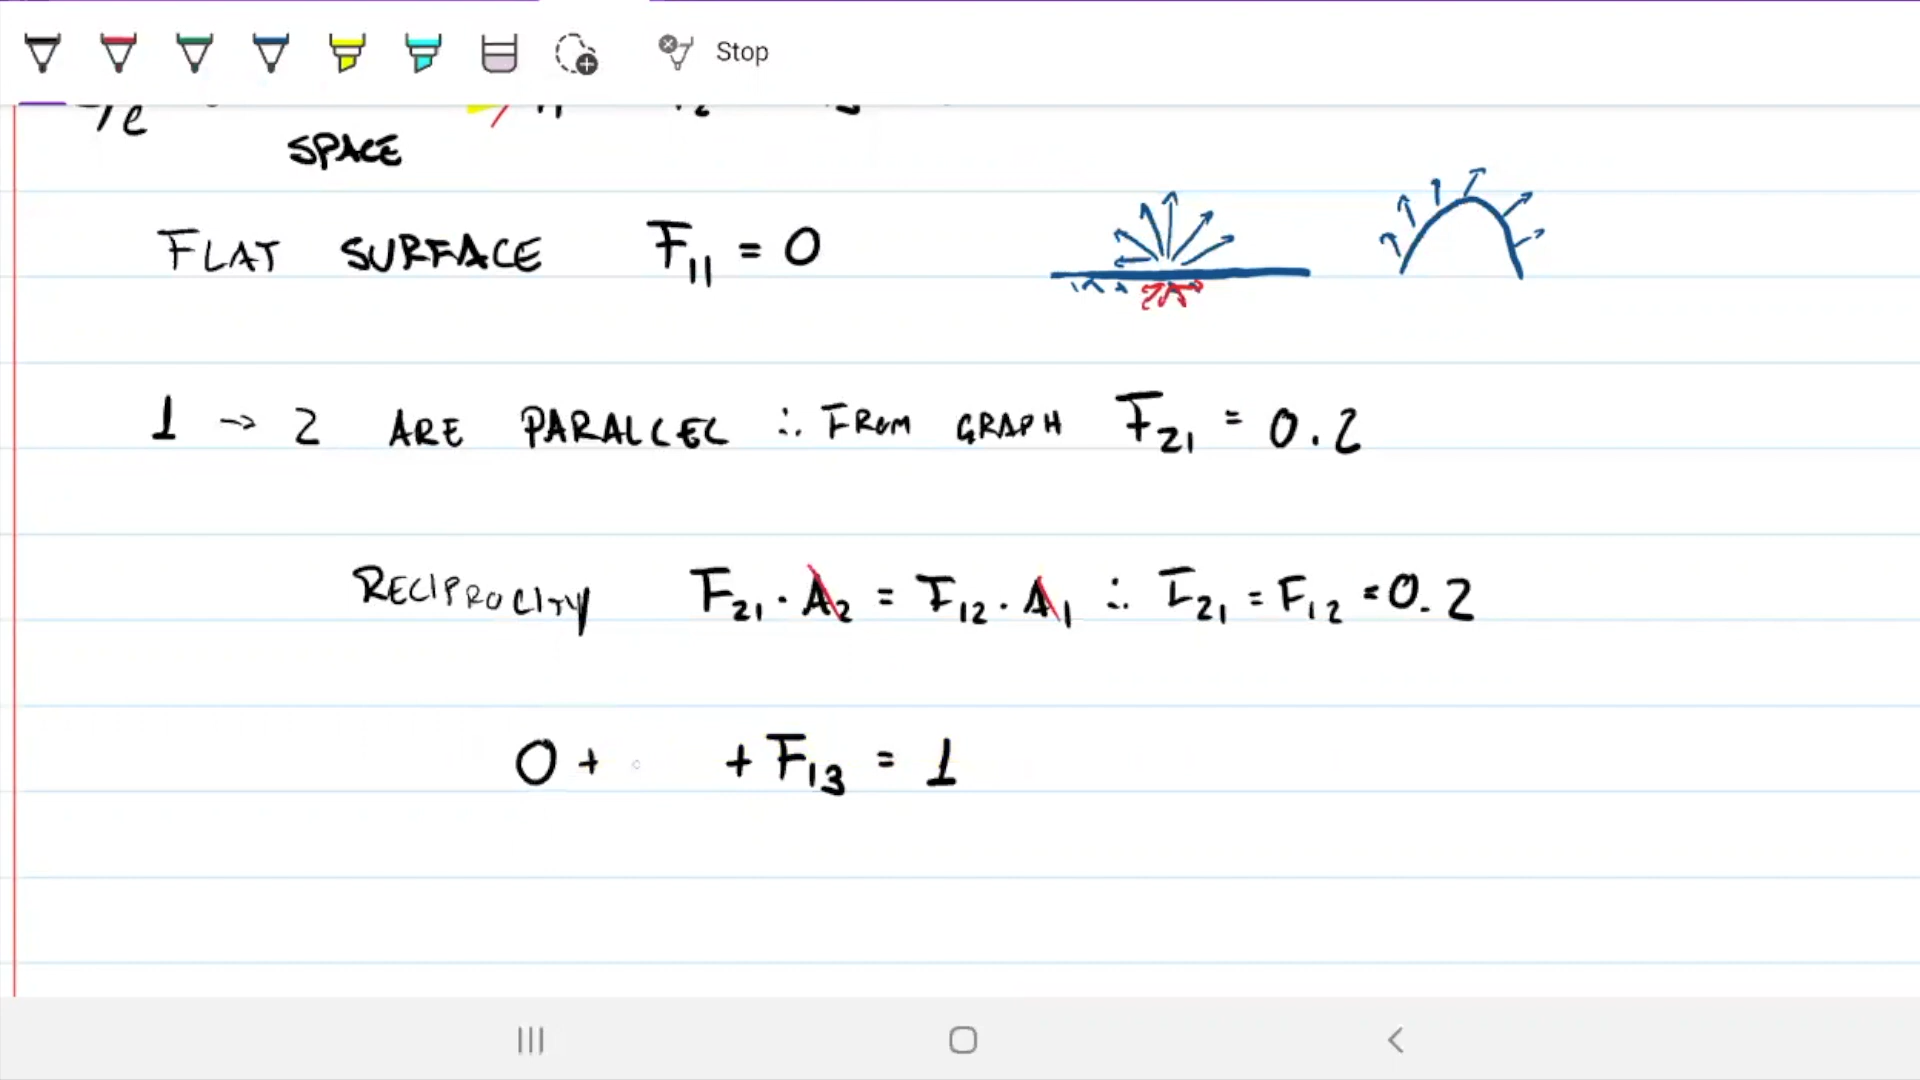 Stop
SPACE
FLAT SURFACE F₁₁ = 0
1 → 2 ARE PARALLEL ∴ FROM GRAPH F₂₁ = 0.2
RECIPROCITY F₂₁ · A₂ = F₁₂ · A₁ ∴ F₂₁ = F₁₂ = 0.2
0 + + F₁₃ = 1